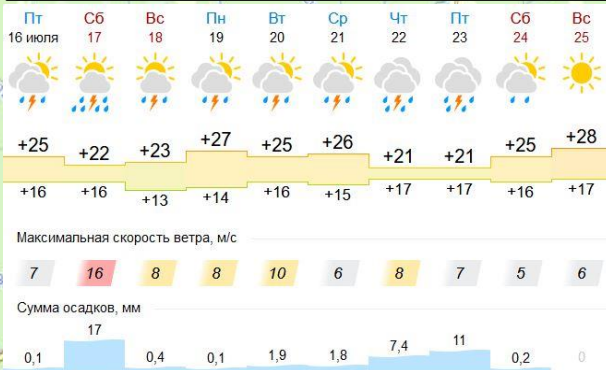 Пт Сб Вс Пн Вт Ср Чт Пт Сб Вс
16 июля 17 18 19 20 21 22 23 24 25
+25 +22 +23 +27 +25 +26 +21 +21 +25 +28
+16 +16 +13 +14 +16 +15 +17 +17 +16 +17
Максимальная скорость ветра, м/с
7 16 8 8 10 6 8 7 5 6
Сумма осадков, мм
0,1 17 0,4 0,1 1,9 1,8 7,4 11 0,2 0